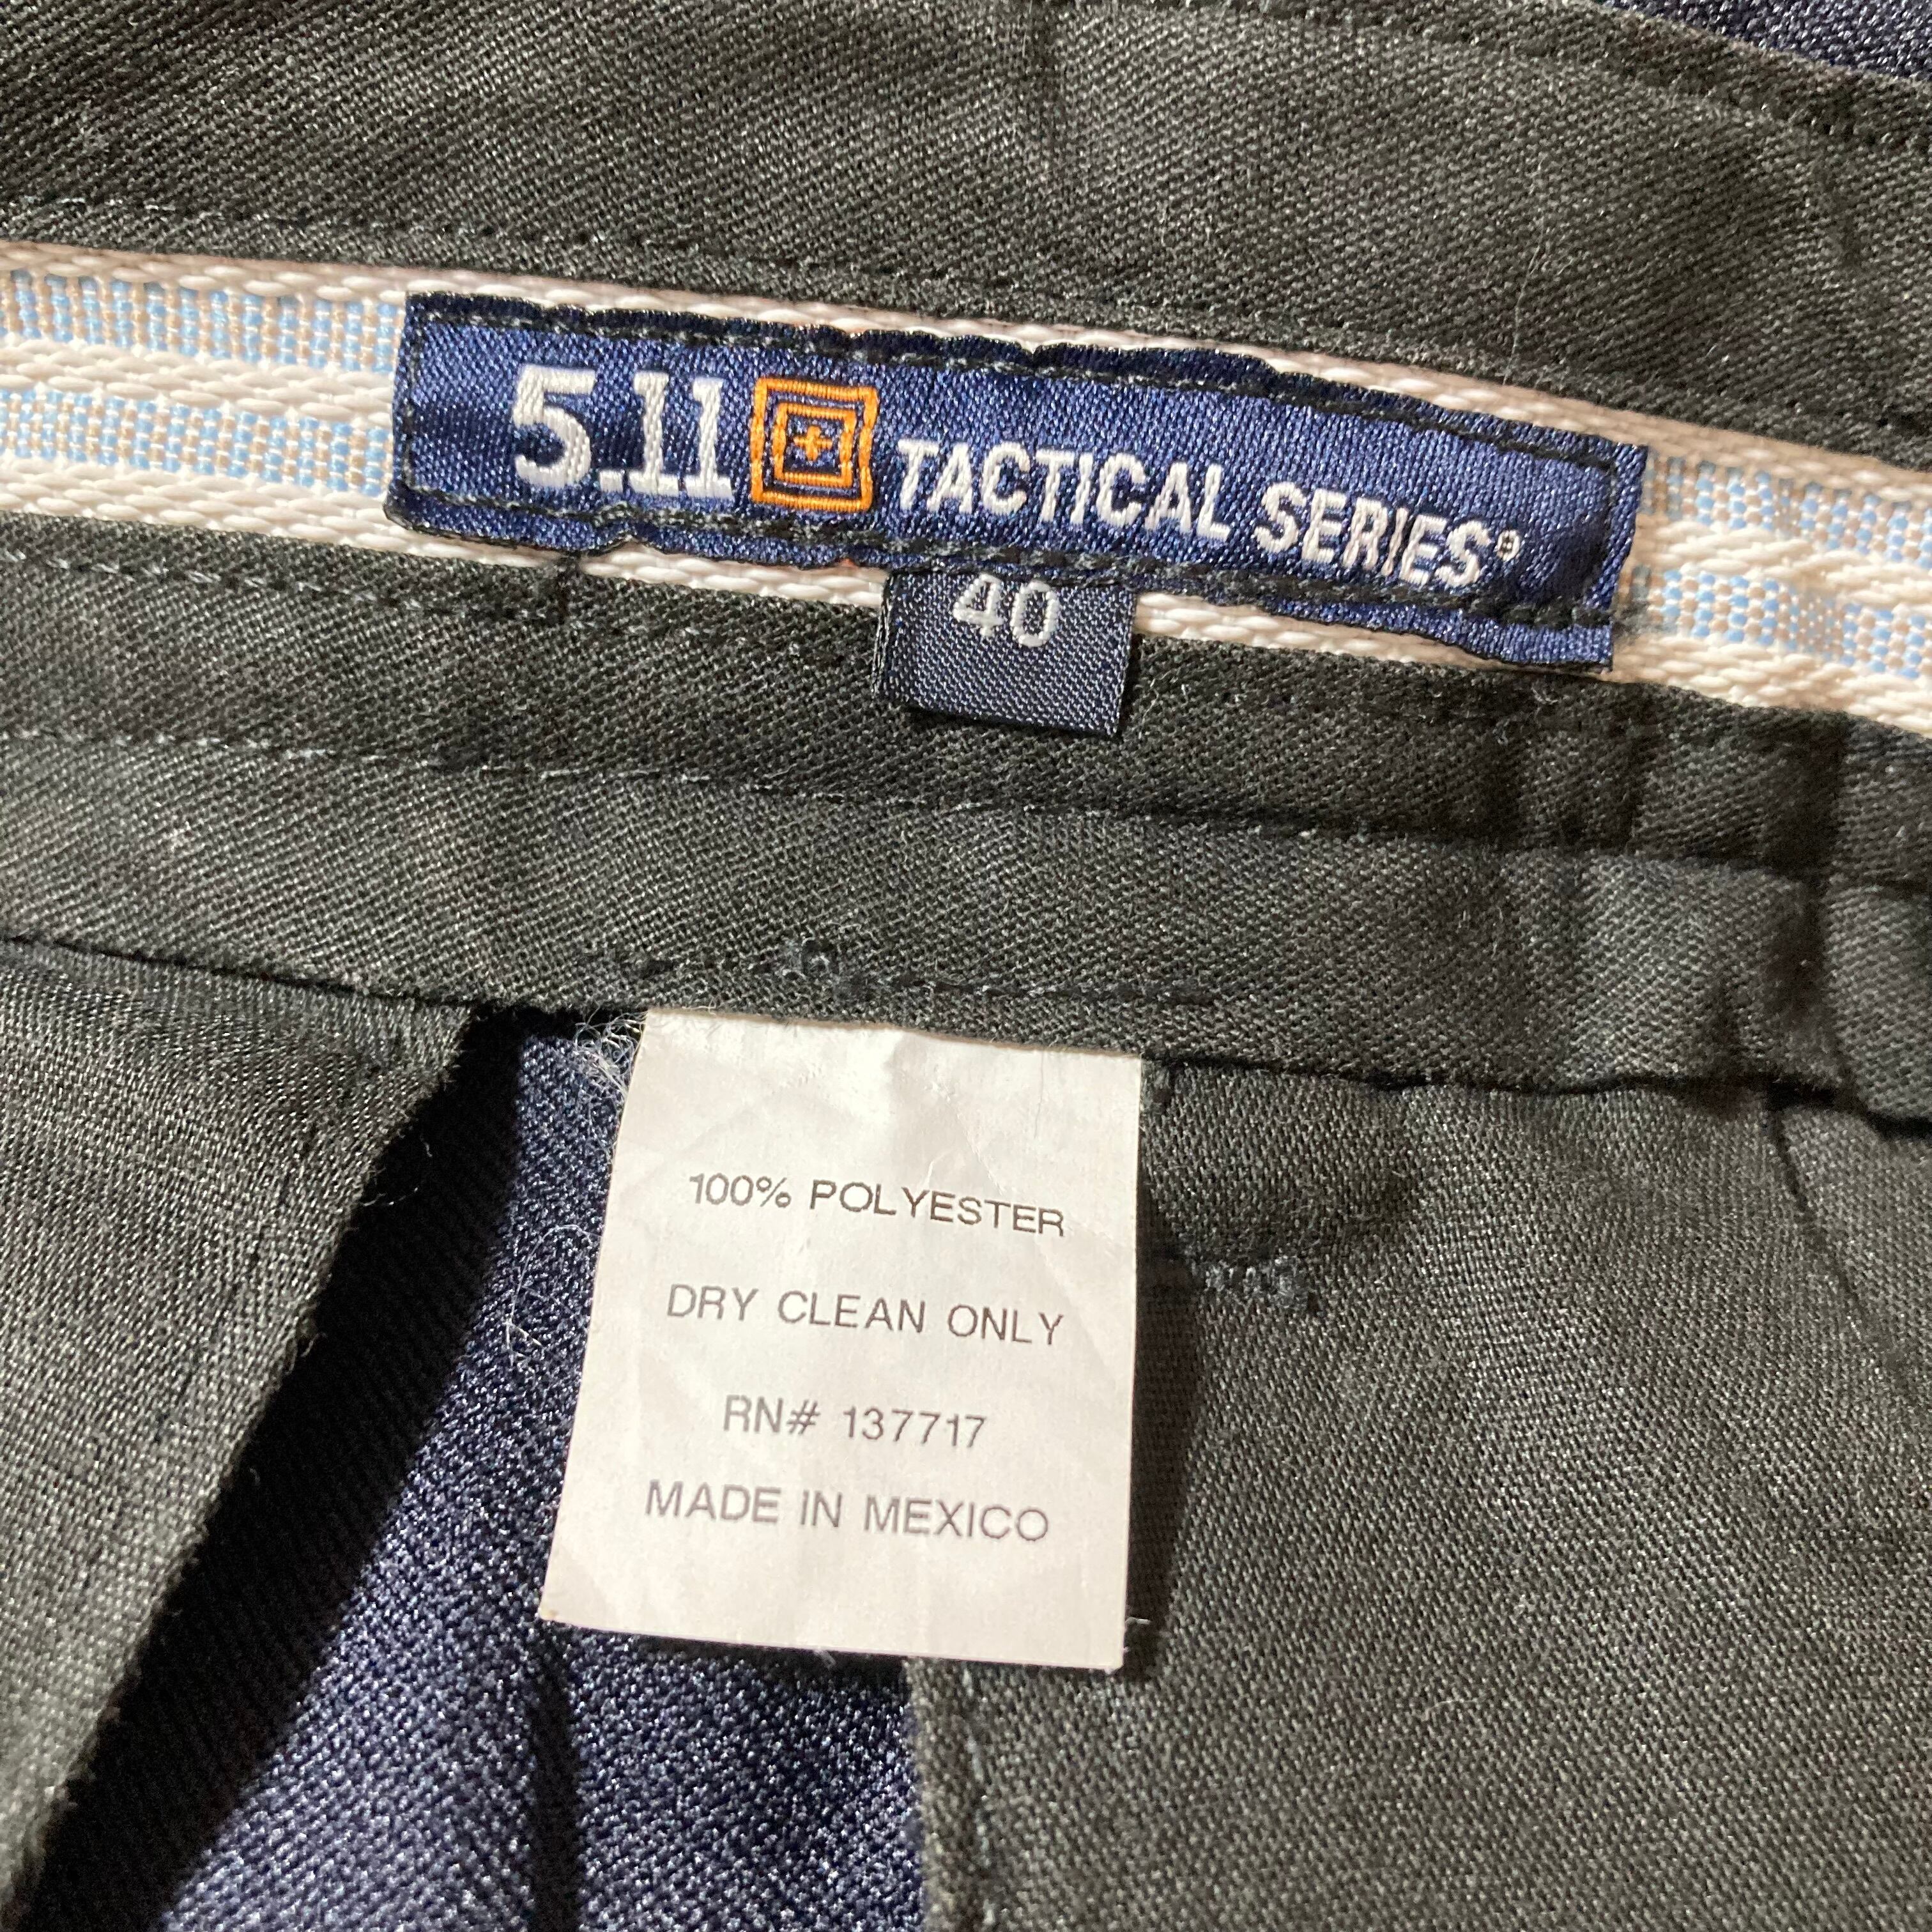 5.11 TACTICAL SERIES®
40
100% POLYESTER
DRY CLEAN ONLY
RN# 137717
MADE IN MEXICO